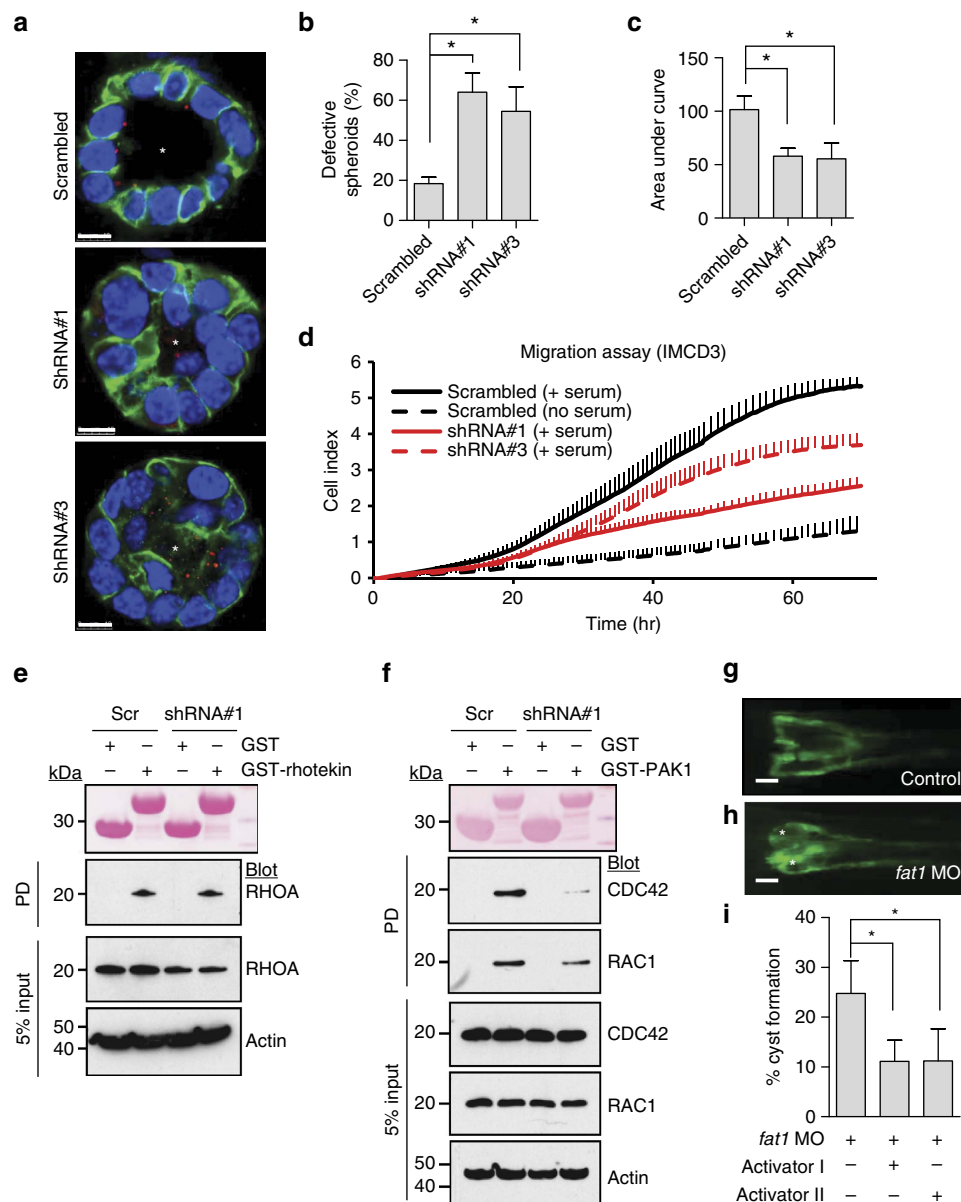 a
Scrambled
ShRNA#1
ShRNA#3
b
Defective
spheroids (%)
80
60
40
20
0
* *
Scrambled
shRNA#1
shRNA#3
c
Area under curve
150
100
50
0
* *
Scrambled
shRNA#1
shRNA#3
d
Migration assay (IMCD3)
Cell index
6
5
4
3
2
1
0
Scrambled (+ serum)
Scrambled (no serum)
shRNA#1 (+ serum)
shRNA#3 (+ serum)
0 20 40 60
Time (hr)
e
Scr shRNA#1
+ – + – GST
– + – + GST-rhotekin
kDa
30
Blot
PD
20 RHOA
5% input
20 RHOA
50
40
Actin
f
Scr shRNA#1
+ – + – GST
– + – + GST-PAK1
kDa
30
Blot
PD
20 CDC42
20 RAC1
5% input
20 CDC42
20 RAC1
50
40
Actin
g
Control
h
fat1 MO
i
% cyst formation
40
30
20
10
0
* *
fat1 MO + + +
Activator I – + –
Activator II – – +